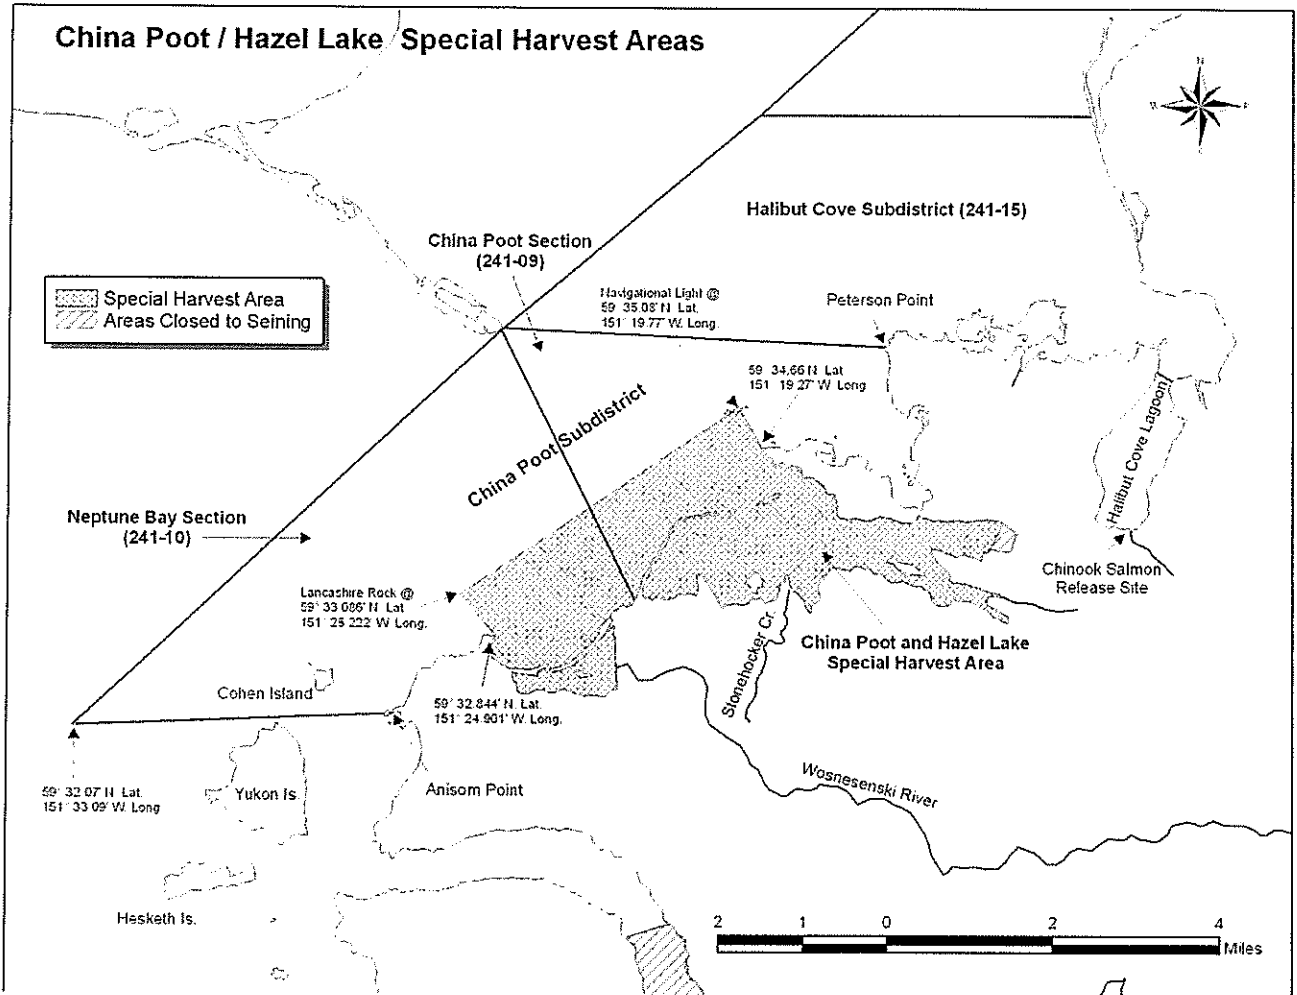 China Poot / Hazel Lake Special Harvest Areas
N
Halibut Cove Subdistrict (241-15)
China Poot Section
(241-09)
Special Harvest Area
Areas Closed to Seining
Navigational Light @
59° 35.08' N. Lat.
151° 19.77' W. Long.
Peterson Point
59° 34.66 N. Lat
151° 19.27' W. Long
China Poot Subdistrict
Halibut Cove Lagoon
Neptune Bay Section
(241-10)
Chinook Salmon
Release Site
Lancashire Rock @
59° 33.086' N. Lat
151° 25.222' W. Long.
China Poot and Hazel Lake
Special Harvest Area
Stonehocker Cr.
Cohen Island
59° 32.844' N. Lat.
151° 24.901' W. Long.
59° 32.07' N. Lat.
151° 33.09' W. Long
Yukon Is.
Anisom Point
Wosnesenski River
Hesketh Is.
2 1 0 2 4
Miles